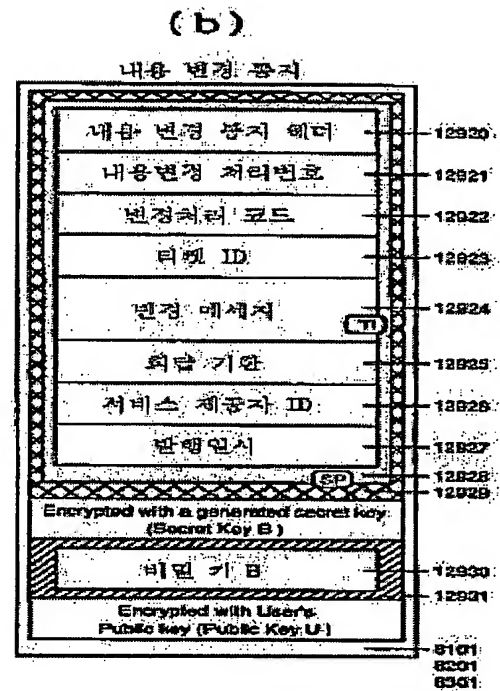 (b)
내용 변경 통지
내용 변경 통지 헤더 12920
내용변경 처리번호 12921
변경처리 코드 12922
티켓 ID 12923
변경 메세지 12924
TI
회답 기한 12925
서비스 제공자 ID 12926
발행일시 12927
SP 12928
12929
Encrypted with a generated secret key
(Secret Key B)
비밀 키 B 12930
12931
Encrypted with User's
Public key (Public Key U)
8101
8201
8301